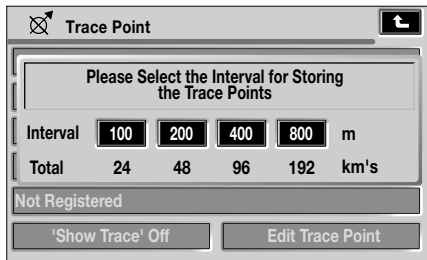 Trace Point
Please Select the Interval for Storing
the Trace Points
Interval 100 200 400 800 m
Total 24 48 96 192 km's
Not Registered
'Show Trace' Off Edit Trace Point